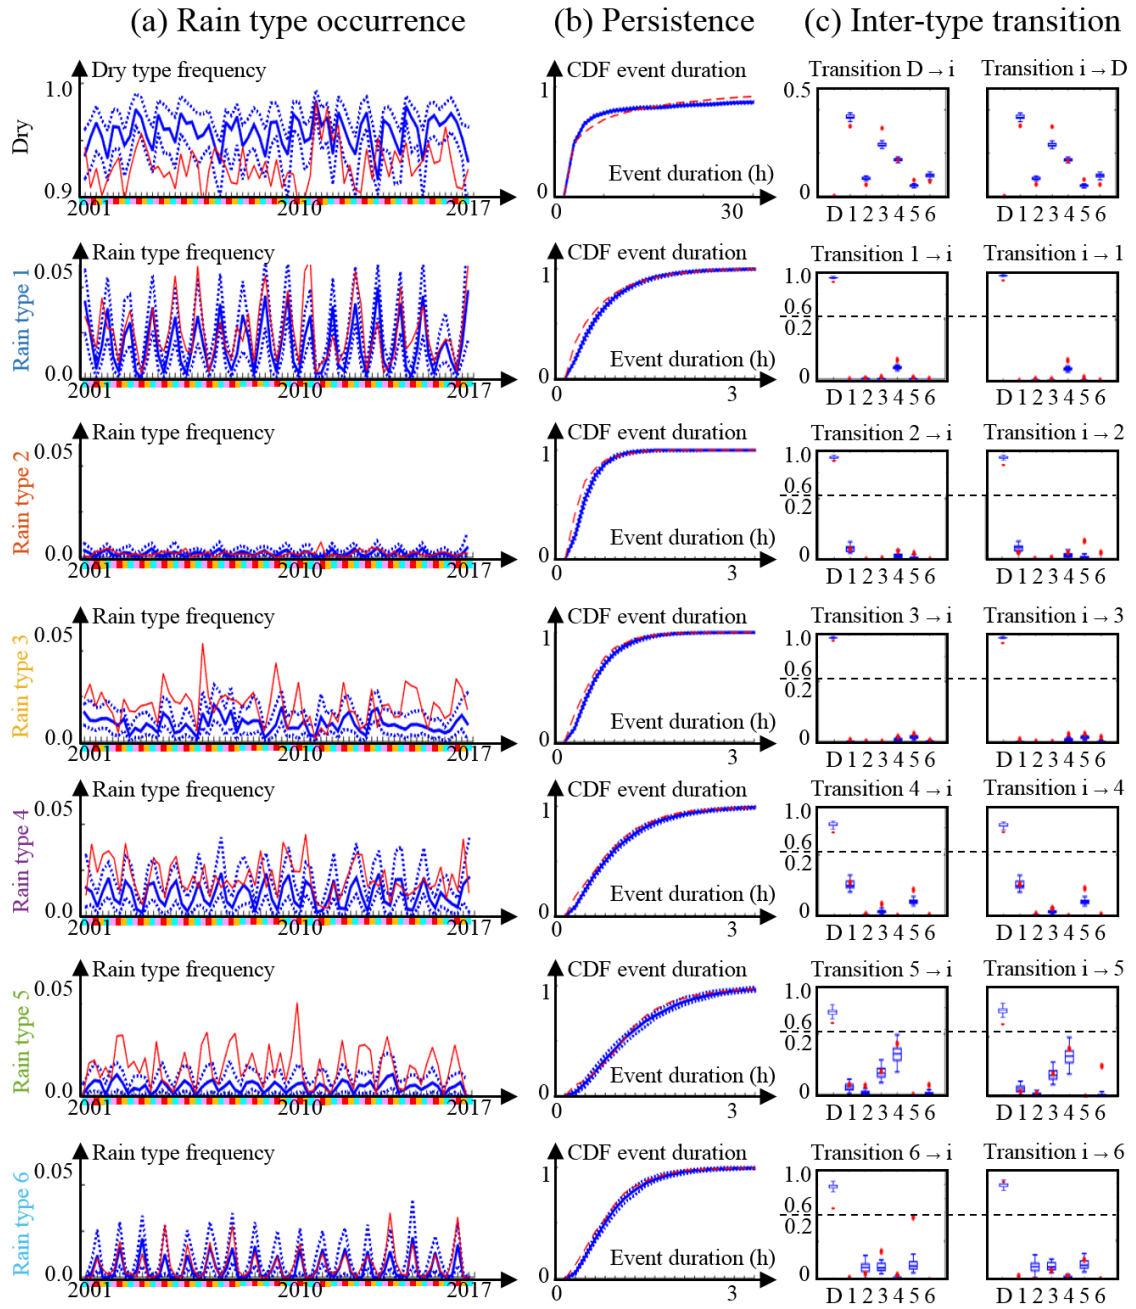 (a) Rain type occurrence (b) Persistence (c) Inter-type transition
Dry
Dry type frequency
1.0
0.9
2001 2010 2017
CDF event duration
1
0
Event duration (h)
0 30
Transition D → i
0.5
0
D 1 2 3 4 5 6
Transition i → D
D 1 2 3 4 5 6
Rain type 1
Rain type frequency
0.05
0.0
2001 2010 2017
CDF event duration
1
0
Event duration (h)
0 3
Transition 1 → i
1.0
0.6
0.2
0
D 1 2 3 4 5 6
Transition i → 1
D 1 2 3 4 5 6
Rain type 2
Rain type frequency
0.05
0.0
2001 2010 2017
CDF event duration
1
0
Event duration (h)
0 3
Transition 2 → i
1.0
0.6
0.2
0
D 1 2 3 4 5 6
Transition i → 2
D 1 2 3 4 5 6
Rain type 3
Rain type frequency
0.05
0.0
2001 2010 2017
CDF event duration
1
0
Event duration (h)
0 3
Transition 3 → i
1.0
0.6
0.2
0
D 1 2 3 4 5 6
Transition i → 3
D 1 2 3 4 5 6
Rain type 4
Rain type frequency
0.05
0.0
2001 2010 2017
CDF event duration
1
0
Event duration (h)
0 3
Transition 4 → i
1.0
0.6
0.2
0
D 1 2 3 4 5 6
Transition i → 4
D 1 2 3 4 5 6
Rain type 5
Rain type frequency
0.05
0.0
2001 2010 2017
CDF event duration
1
0
Event duration (h)
0 3
Transition 5 → i
1.0
0.6
0.2
0
D 1 2 3 4 5 6
Transition i → 5
D 1 2 3 4 5 6
Rain type 6
Rain type frequency
0.05
0.0
2001 2010 2017
CDF event duration
1
0
Event duration (h)
0 3
Transition 6 → i
1.0
0.6
0.2
0
D 1 2 3 4 5 6
Transition i → 6
D 1 2 3 4 5 6